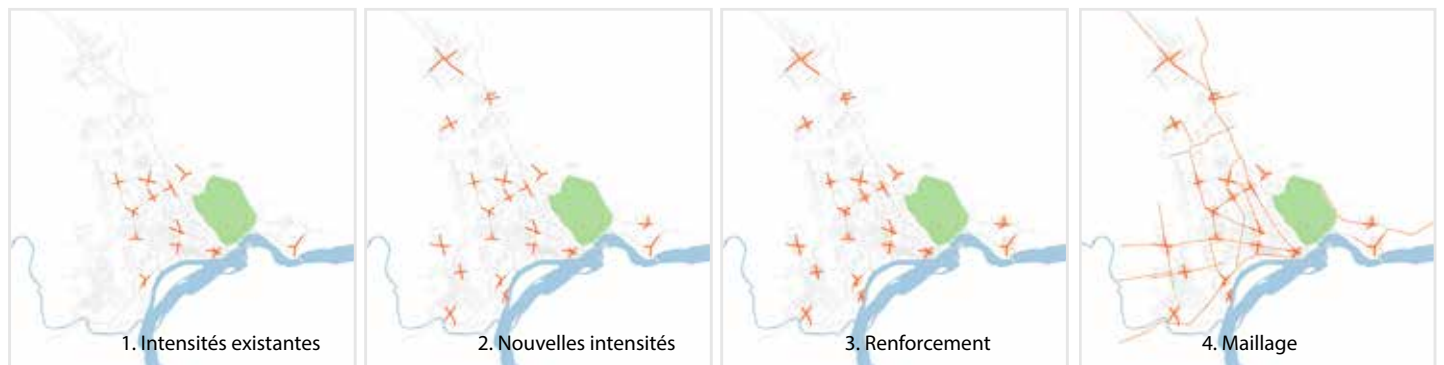 1. Intensités existantes
2. Nouvelles intensités
3. Renforcement
4. Maillage